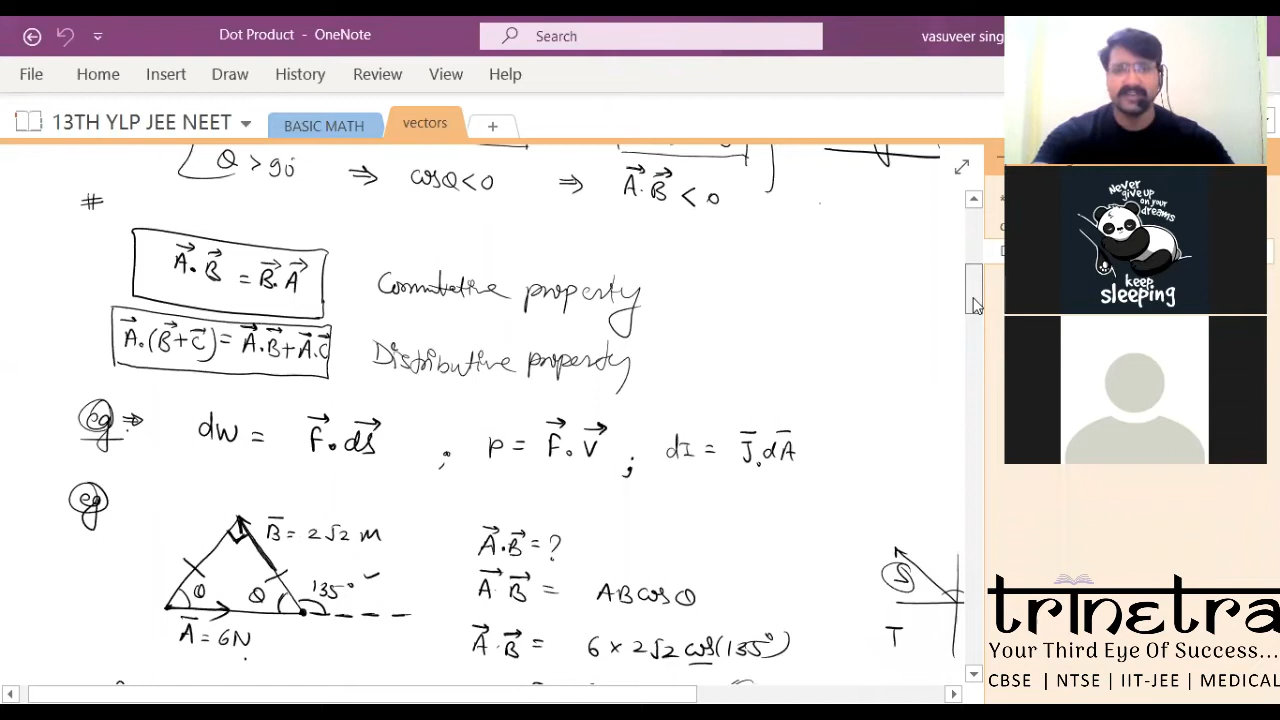 Dot Product - OneNote
Search
vasuveer sing
File Home Insert Draw History Review View Help
13TH YLP JEE NEET
BASIC MATH
vectors
θ > 90° ⇒ cosθ<0 ⇒ A⃗.B⃗ < 0
#
A⃗.B⃗ = B⃗.A⃗ Commutative property
A⃗.(B⃗+C⃗) = A⃗.B⃗+A⃗.C⃗ Distributive property
eg ⇒ dW = F⃗.ds⃗ ; P = F⃗.V⃗ ; dI = J̅.dA̅
eg
B̅ = 2√2 m
θ θ 135°
A̅ = 6N
A⃗.B⃗ = ?
A⃗.B⃗ = AB cosθ
A⃗.B⃗ = 6 × 2√2 cos(135°)
S
T
Never
give up
on your
dreams
keep
sleeping
trinetra
Your Third Eye Of Success...
CBSE | NTSE | IIT-JEE | MEDICAL